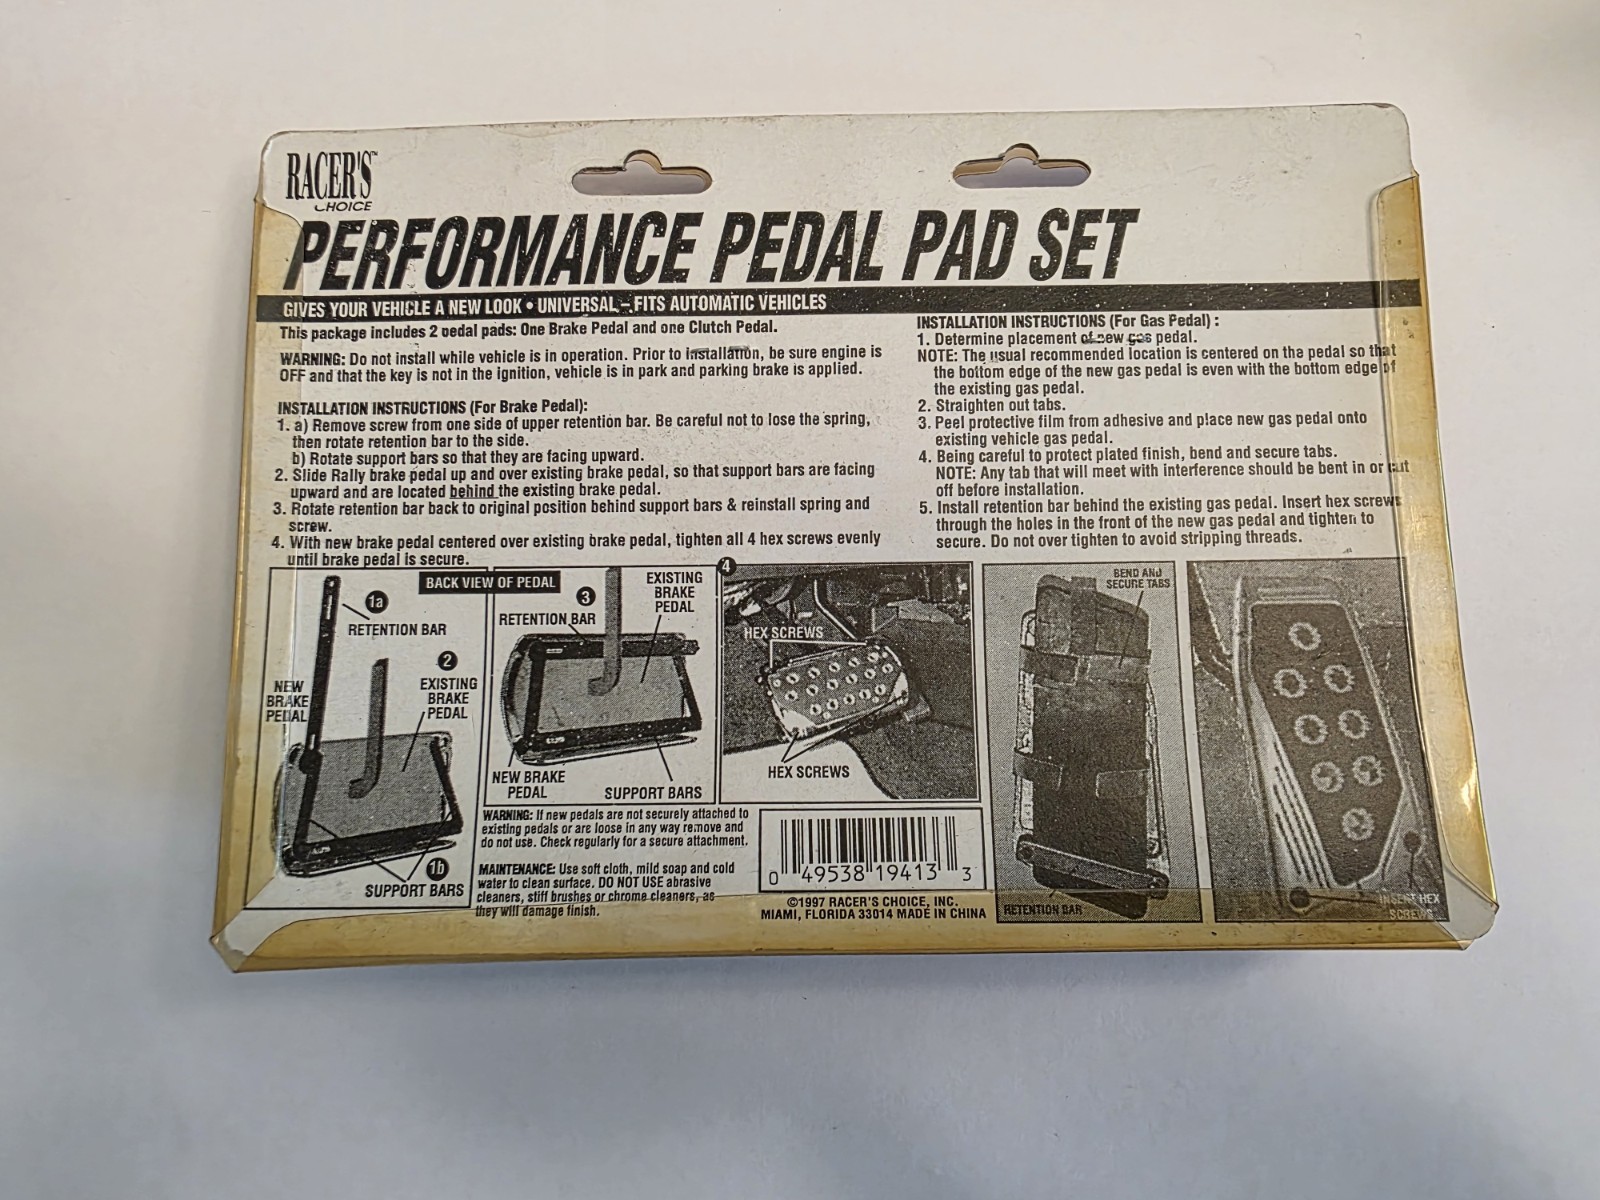 RACER'S™
CHOICE
PERFORMANCE PEDAL PAD SET
GIVES YOUR VEHICLE A NEW LOOK • UNIVERSAL – FITS AUTOMATIC VEHICLES
This package includes 2 pedal pads: One Brake Pedal and one Clutch Pedal.
WARNING: Do not install while vehicle is in operation. Prior to installation, be sure engine is
OFF and that the key is not in the ignition, vehicle is in park and parking brake is applied.
INSTALLATION INSTRUCTIONS (For Brake Pedal):
1. a) Remove screw from one side of upper retention bar. Be careful not to lose the spring,
then rotate retention bar to the side.
b) Rotate support bars so that they are facing upward.
2. Slide Rally brake pedal up and over existing brake pedal, so that support bars are facing
upward and are located behind the existing brake pedal.
3. Rotate retention bar back to original position behind support bars & reinstall spring and
screw.
4. With new brake pedal centered over existing brake pedal, tighten all 4 hex screws evenly
until brake pedal is secure.
INSTALLATION INSTRUCTIONS (For Gas Pedal) :
1. Determine placement of new gas pedal.
NOTE: The usual recommended location is centered on the pedal so that
the bottom edge of the new gas pedal is even with the bottom edge of
the existing gas pedal.
2. Straighten out tabs.
3. Peel protective film from adhesive and place new gas pedal onto
existing vehicle gas pedal.
4. Being careful to protect plated finish, bend and secure tabs.
NOTE: Any tab that will meet with interference should be bent in or cut
off before installation.
5. Install retention bar behind the existing gas pedal. Insert hex screws
through the holes in the front of the new gas pedal and tighten to
secure. Do not over tighten to avoid stripping threads.
BACK VIEW OF PEDAL
1a
RETENTION BAR
2
NEW
BRAKE
PEDAL
EXISTING
BRAKE
PEDAL
1b
SUPPORT BARS
3
RETENTION BAR
EXISTING
BRAKE
PEDAL
NEW BRAKE
PEDAL
SUPPORT BARS
4
HEX SCREWS
HEX SCREWS
BEND AND
SECURE TABS
RETENTION BAR
INSERT HEX
SCREWS
WARNING: If new pedals are not securely attached to
existing pedals or are loose in any way remove and
do not use. Check regularly for a secure attachment.
MAINTENANCE: Use soft cloth, mild soap and cold
water to clean surface. DO NOT USE abrasive
cleaners, stiff brushes or chrome cleaners, as
they will damage finish.
0 49538 19413 3
©1997 RACER'S CHOICE, INC.
MIAMI, FLORIDA 33014 MADE IN CHINA